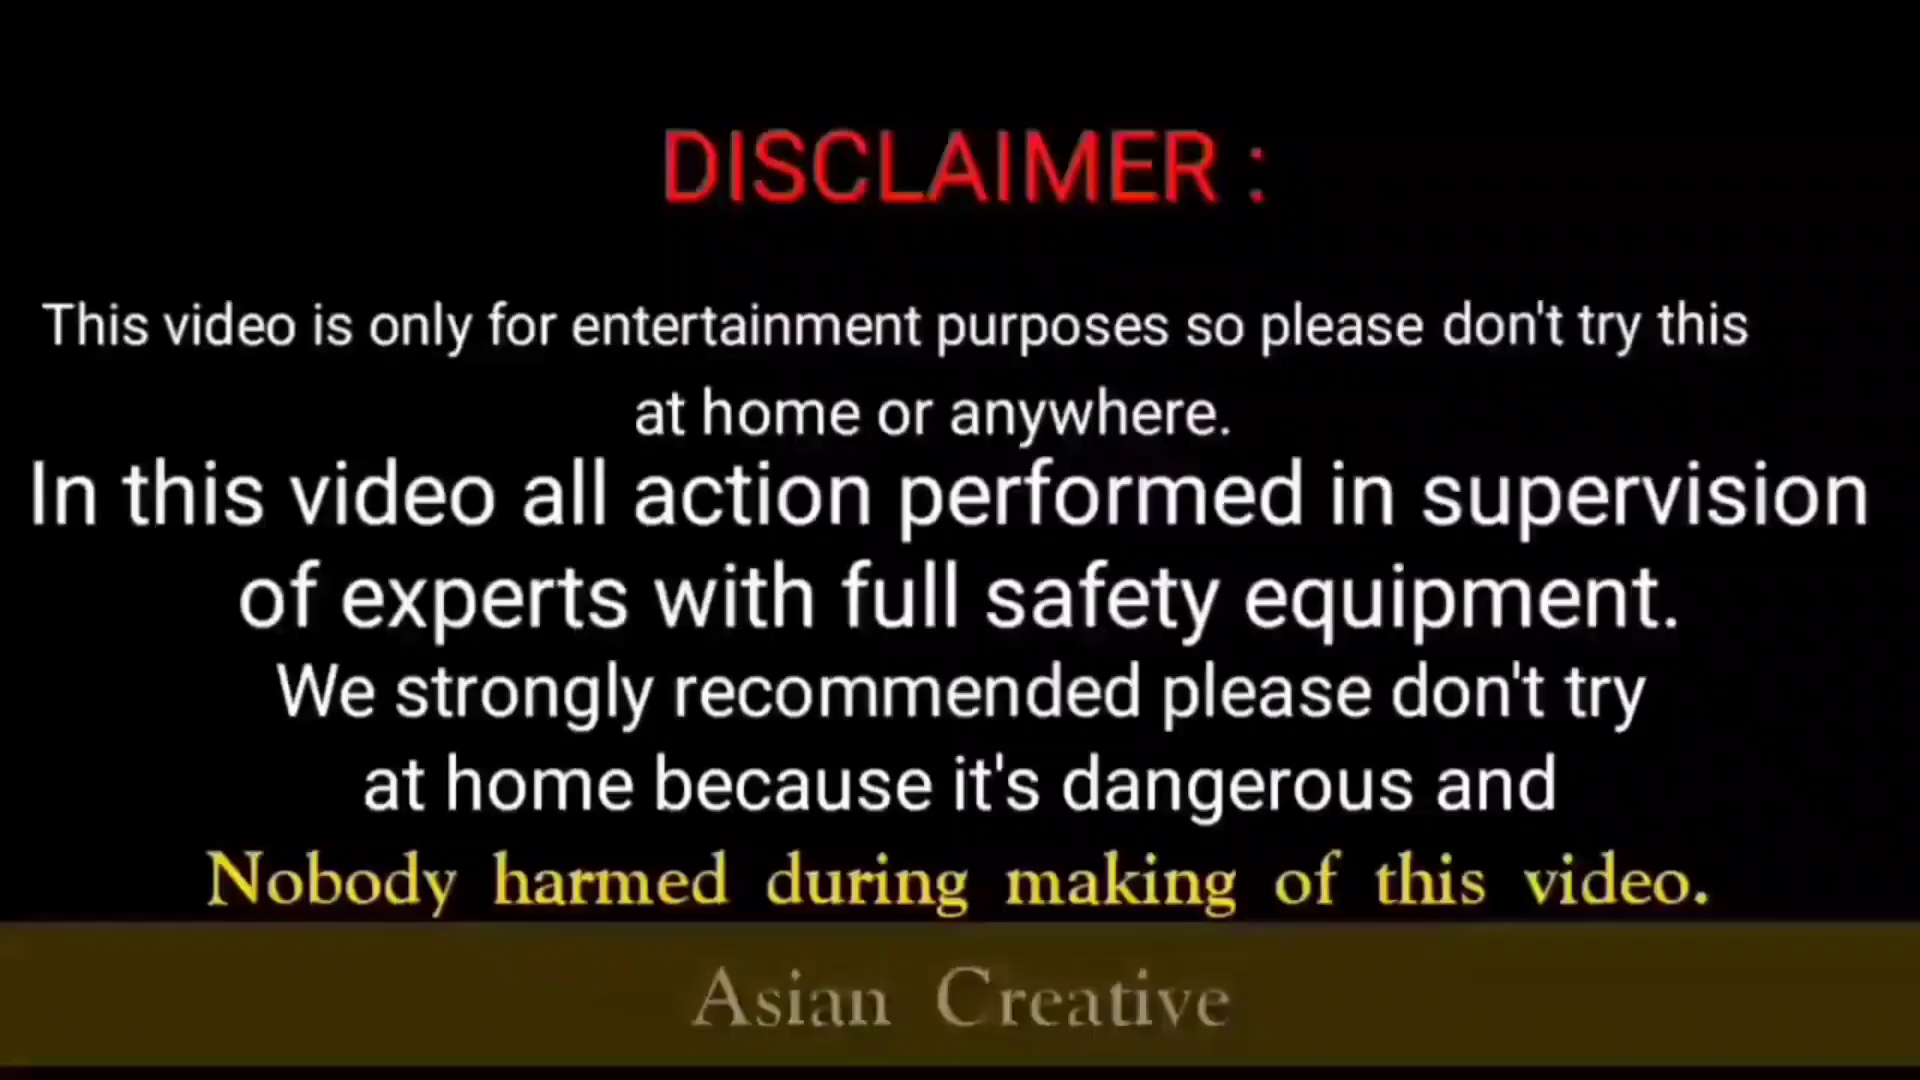 DISCLAIMER :
This video is only for entertainment purposes so please don't try this
at home or anywhere.
In this video all action performed in supervision
of experts with full safety equipment.
We strongly recommended please don't try
at home because it's dangerous and
Nobody harmed during making of this video.
Asian Creative